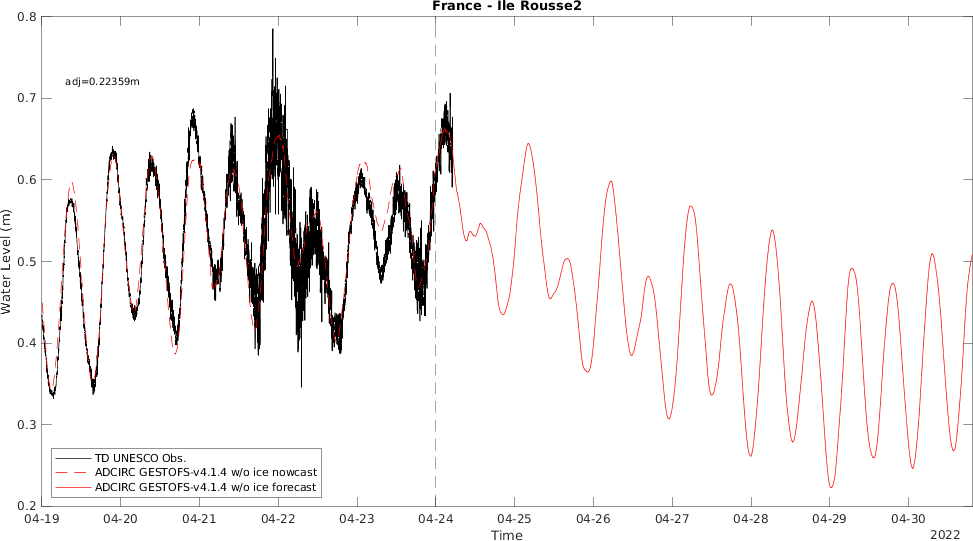 France - Ile Rousse2
0.8
adj=0.22359m
0.7
0.6
0.5
0.4
0.3
0.2
Water Level (m)
TD UNESCO Obs.
ADCIRC GESTOFS-v4.1.4 w/o ice nowcast
ADCIRC GESTOFS-v4.1.4 w/o ice forecast
04-19 04-20 04-21 04-22 04-23 04-24 04-25 04-26 04-27 04-28 04-29 04-30
Time
2022